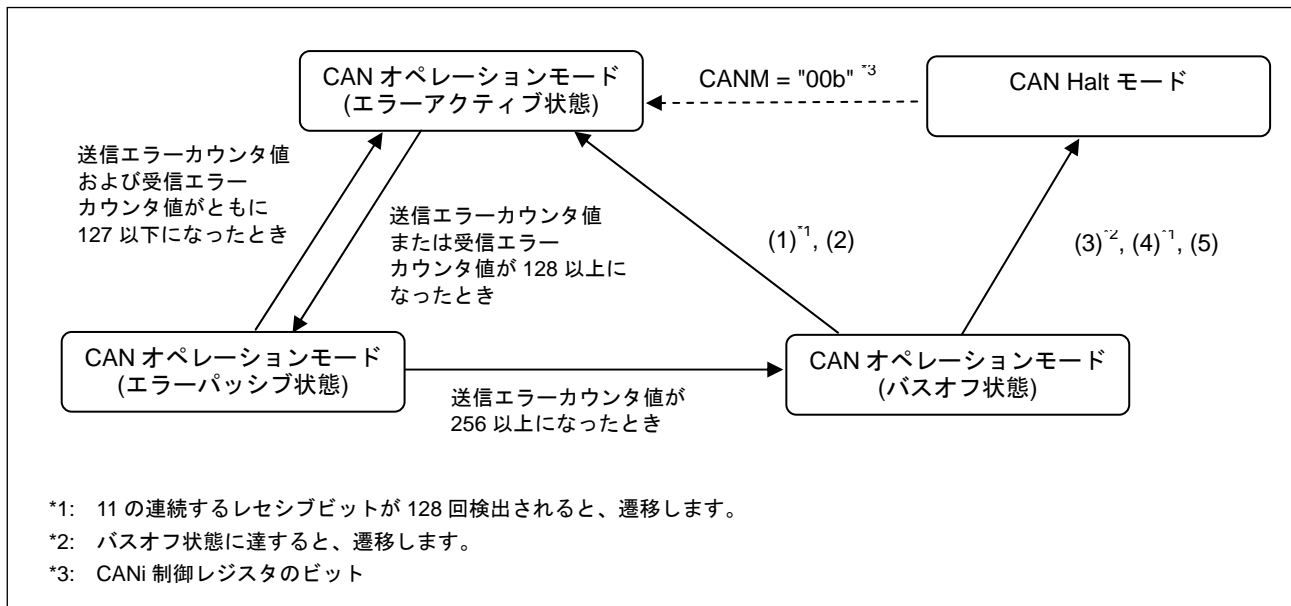 CAN オペレーションモード
(エラーアクティブ状態)
CANM = "00b" *3
CAN Halt モード
送信エラーカウンタ値
および受信エラー
カウンタ値がともに
127 以下になったとき
送信エラーカウンタ値
または受信エラー
カウンタ値が 128 以上に
なったとき
(1)*1, (2)
(3)*2, (4)*1, (5)
CAN オペレーションモード
(エラーパッシブ状態)
送信エラーカウンタ値が
256 以上になったとき
CAN オペレーションモード
(バスオフ状態)
*1: 11 の連続するレセシブビットが 128 回検出されると、遷移します。
*2: バスオフ状態に達すると、遷移します。
*3: CANi 制御レジスタのビット